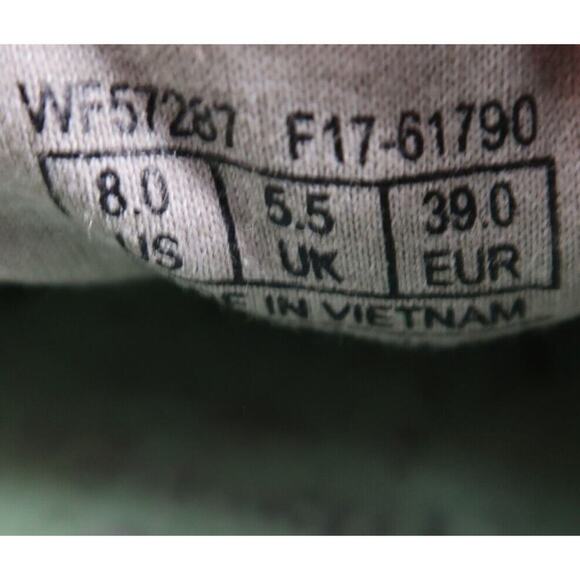 WF57287 F17-61790
8.0 5.5 39.0
US UK EUR
IN VIETNAM